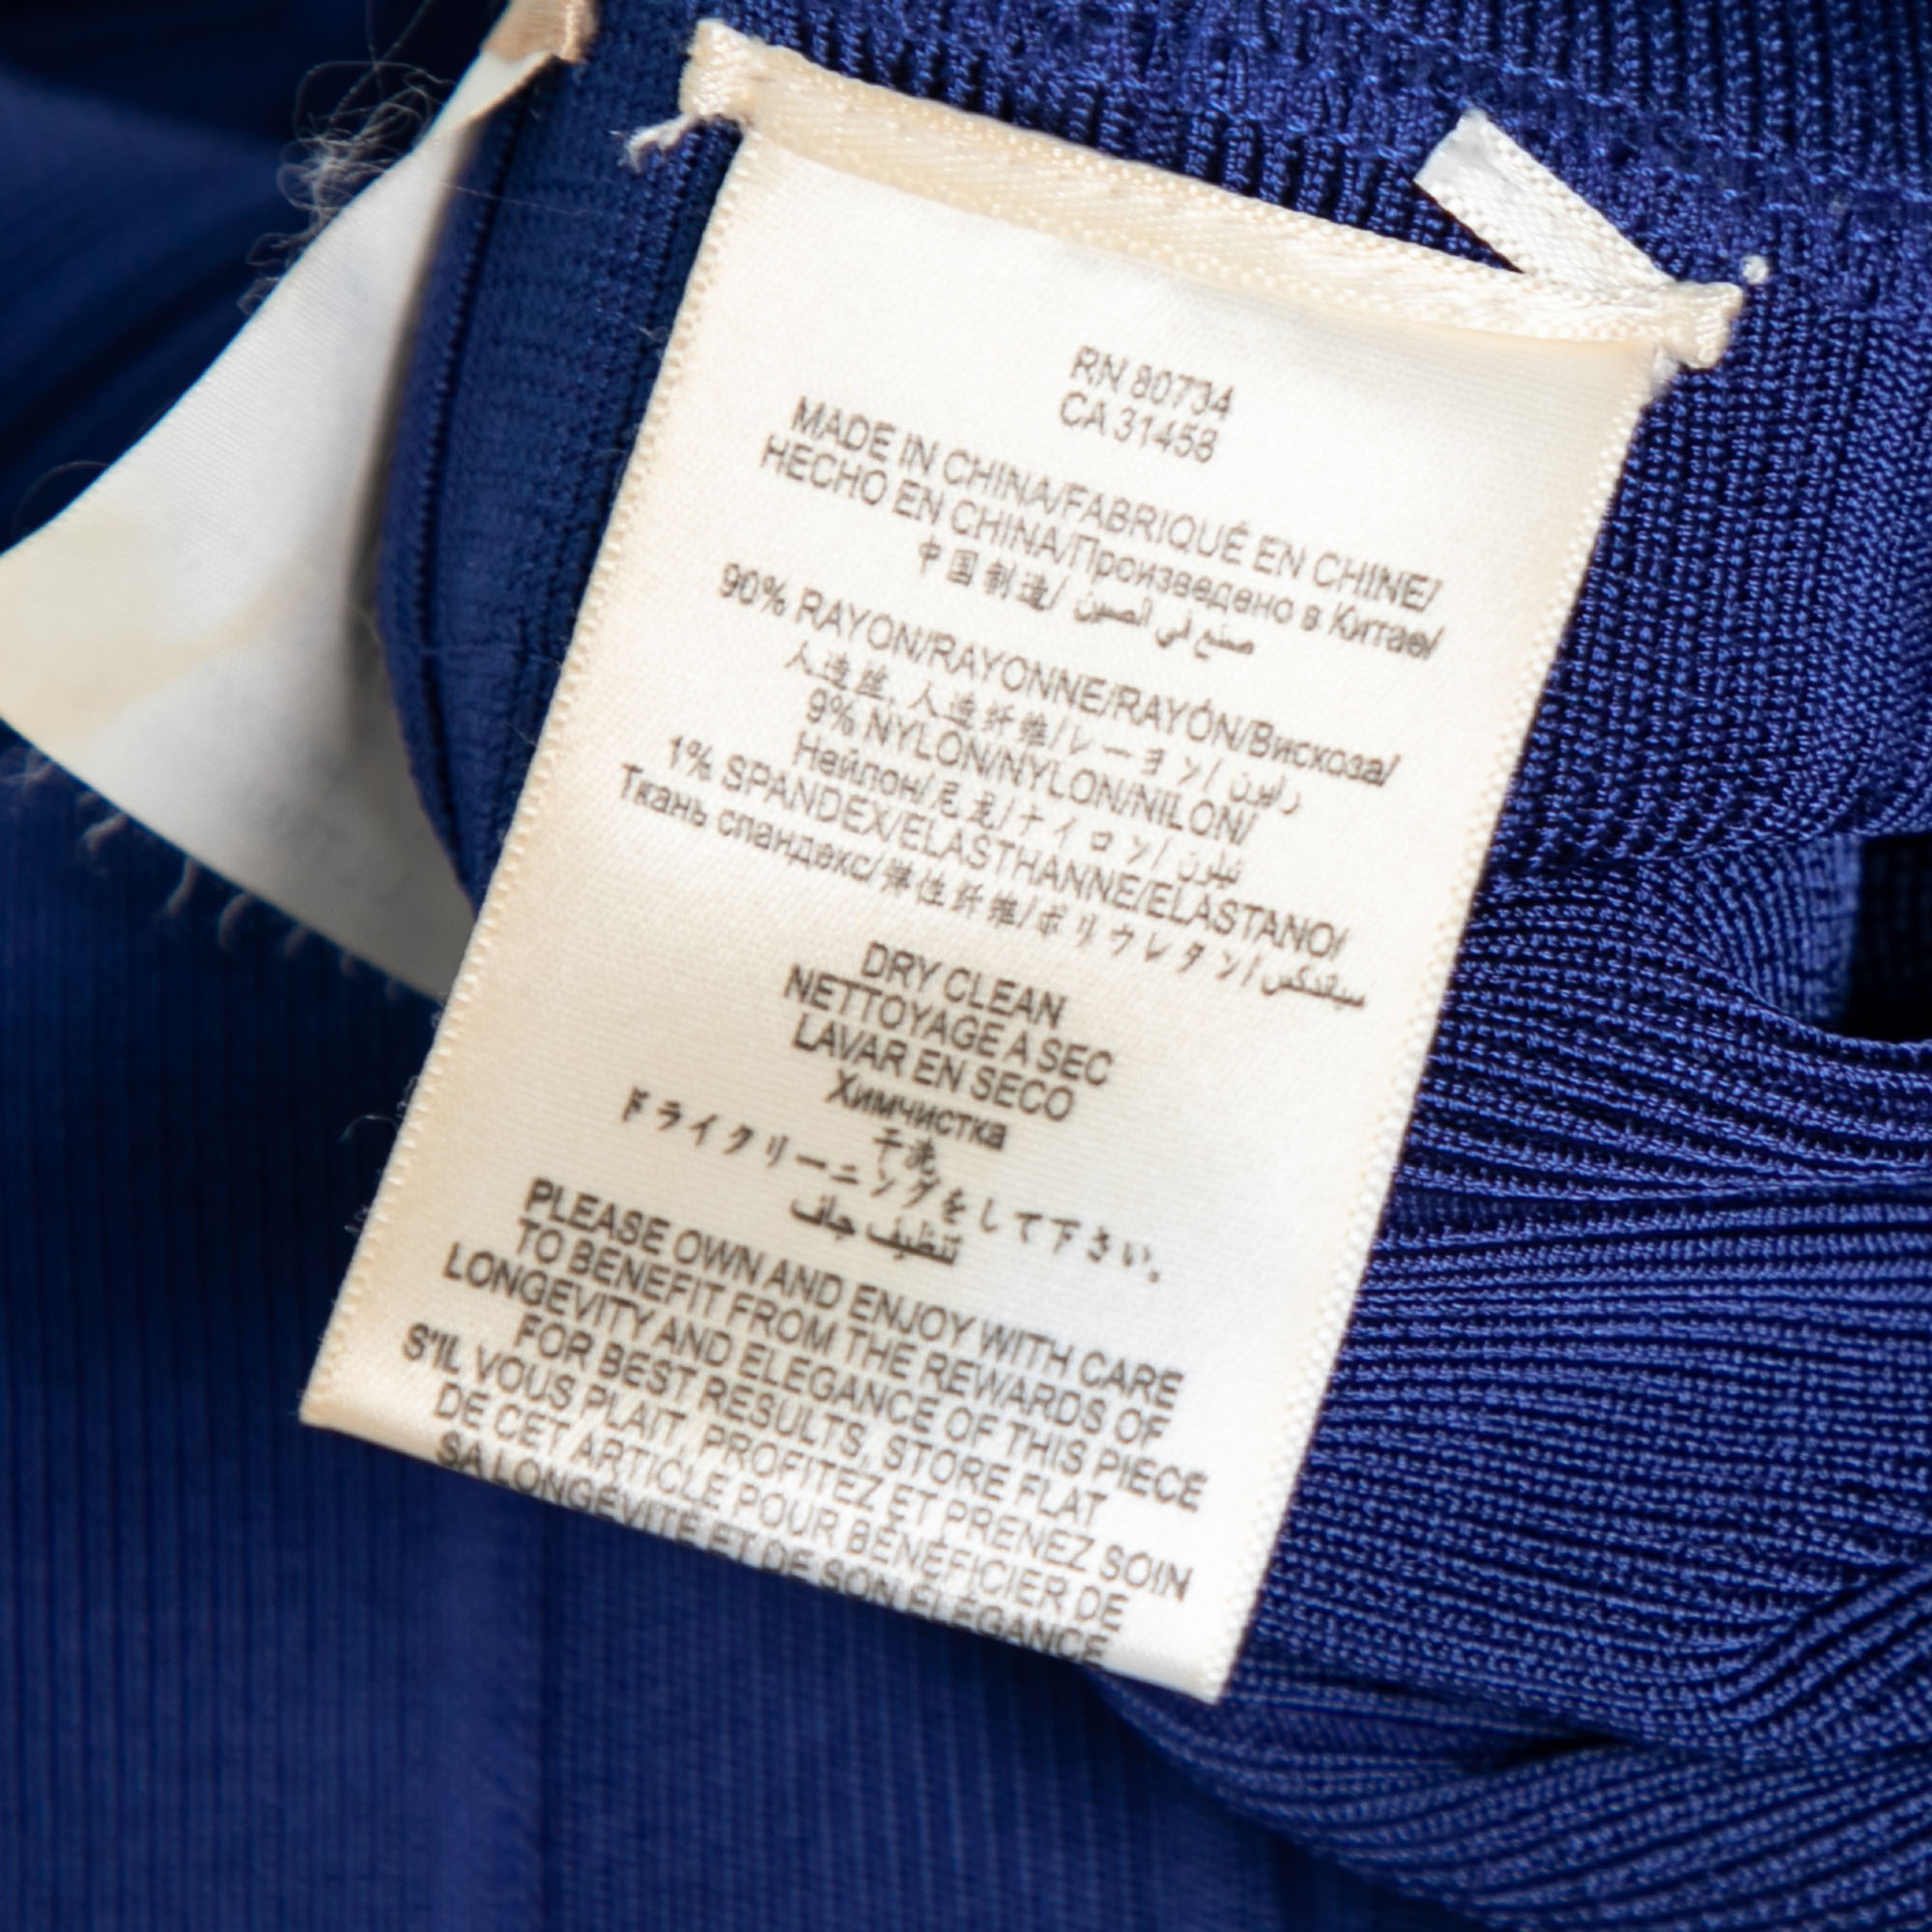 RN 80734
CA 31458
MADE IN CHINA/FABRIQUÉ EN CHINE/
HECHO EN CHINA/Произведено в Китае/
中国制造/ صنع في الصين
90% RAYON/RAYONNE/RAYÓN/Вискоза/
人造丝, 人造纤维/レーヨン/ رايون
9% NYLON/NYLON/NILON/
Нейлон/尼龙/ナイロン/ نيلون
1% SPANDEX/ELASTHANNE/ELASTANO/
Ткань спандекс/弹性纤维/ポリウレタン/سباندكس
DRY CLEAN
NETTOYAGE A SEC
LAVAR EN SECO
Химчистка
干洗
ドライクリーニングをして下さい。
تنظيف جاف
PLEASE OWN AND ENJOY WITH CARE
TO BENEFIT FROM THE REWARDS OF
LONGEVITY AND ELEGANCE OF THIS PIECE
FOR BEST RESULTS, STORE FLAT
S'IL VOUS PLAIT, PROFITEZ ET PRENEZ SOIN
DE CET ARTICLE POUR BÉNÉFICIER DE
SA LONGÉVITÉ ET DE SON ÉLÉGANCE